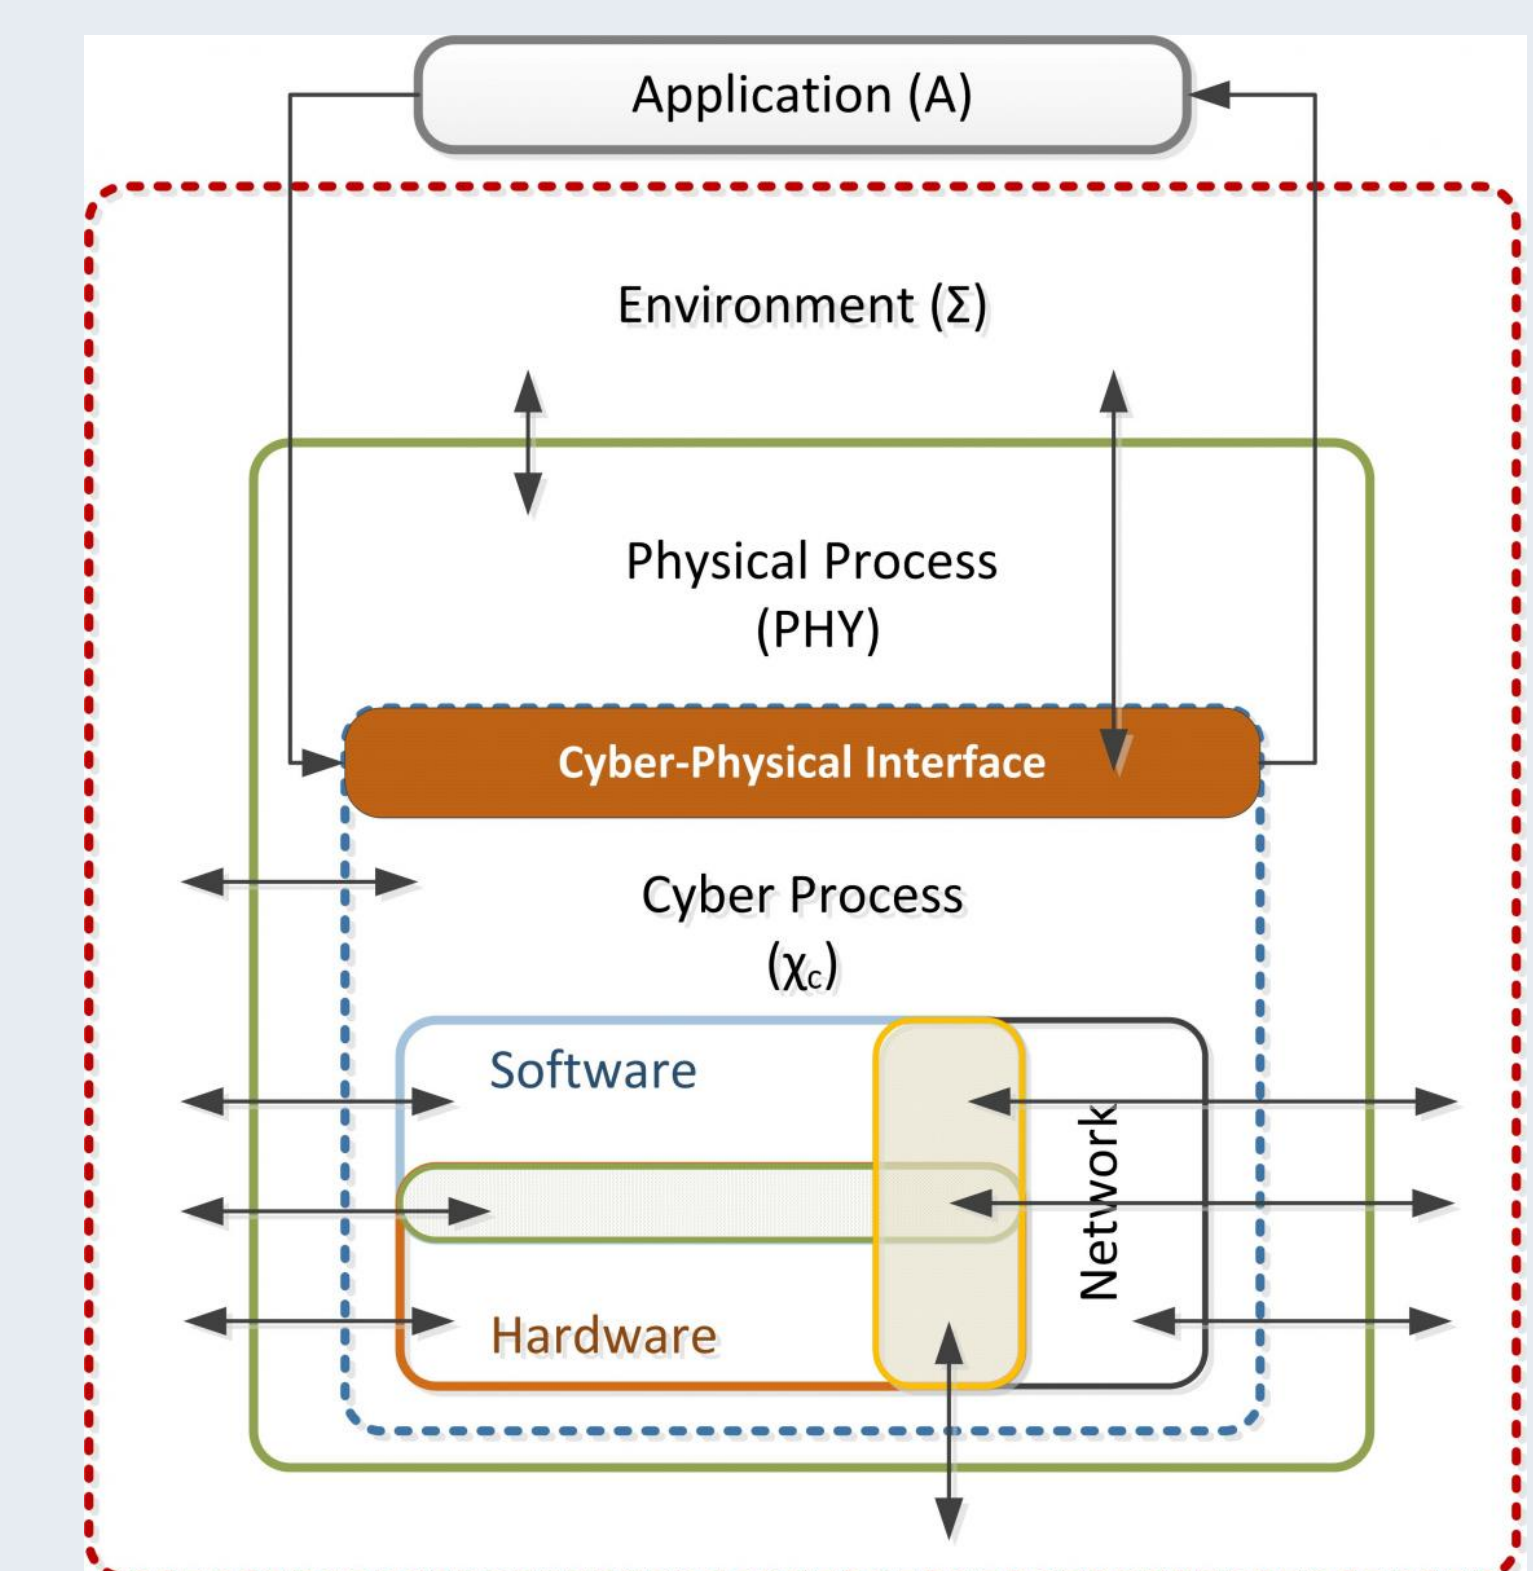 Application (A)
Environment (Σ)
Physical Process
(PHY)
Cyber-Physical Interface
Cyber Process
(χc)
Software
Network
Hardware